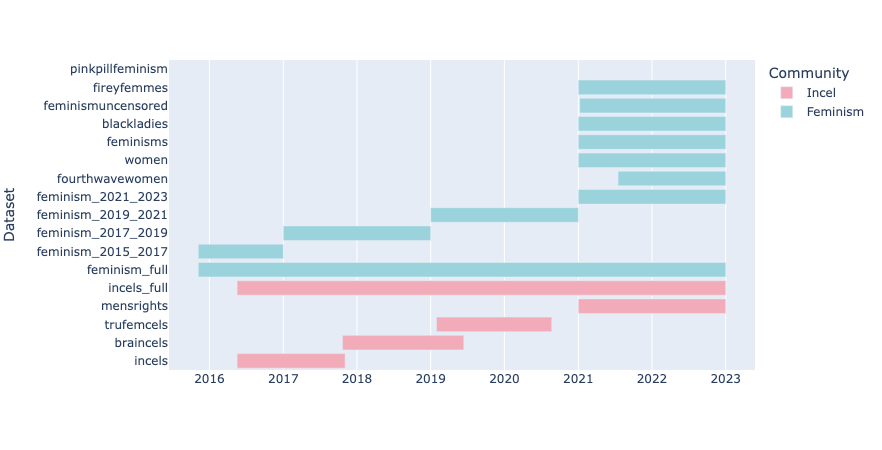 Community
Incel
Feminism
Dataset
pinkpillfeminism
fireyfemmes
feminismuncensored
blackladies
feminisms
women
fourthwavewomen
feminism_2021_2023
feminism_2019_2021
feminism_2017_2019
feminism_2015_2017
feminism_full
incels_full
mensrights
trufemcels
braincels
incels
2016 2017 2018 2019 2020 2021 2022 2023